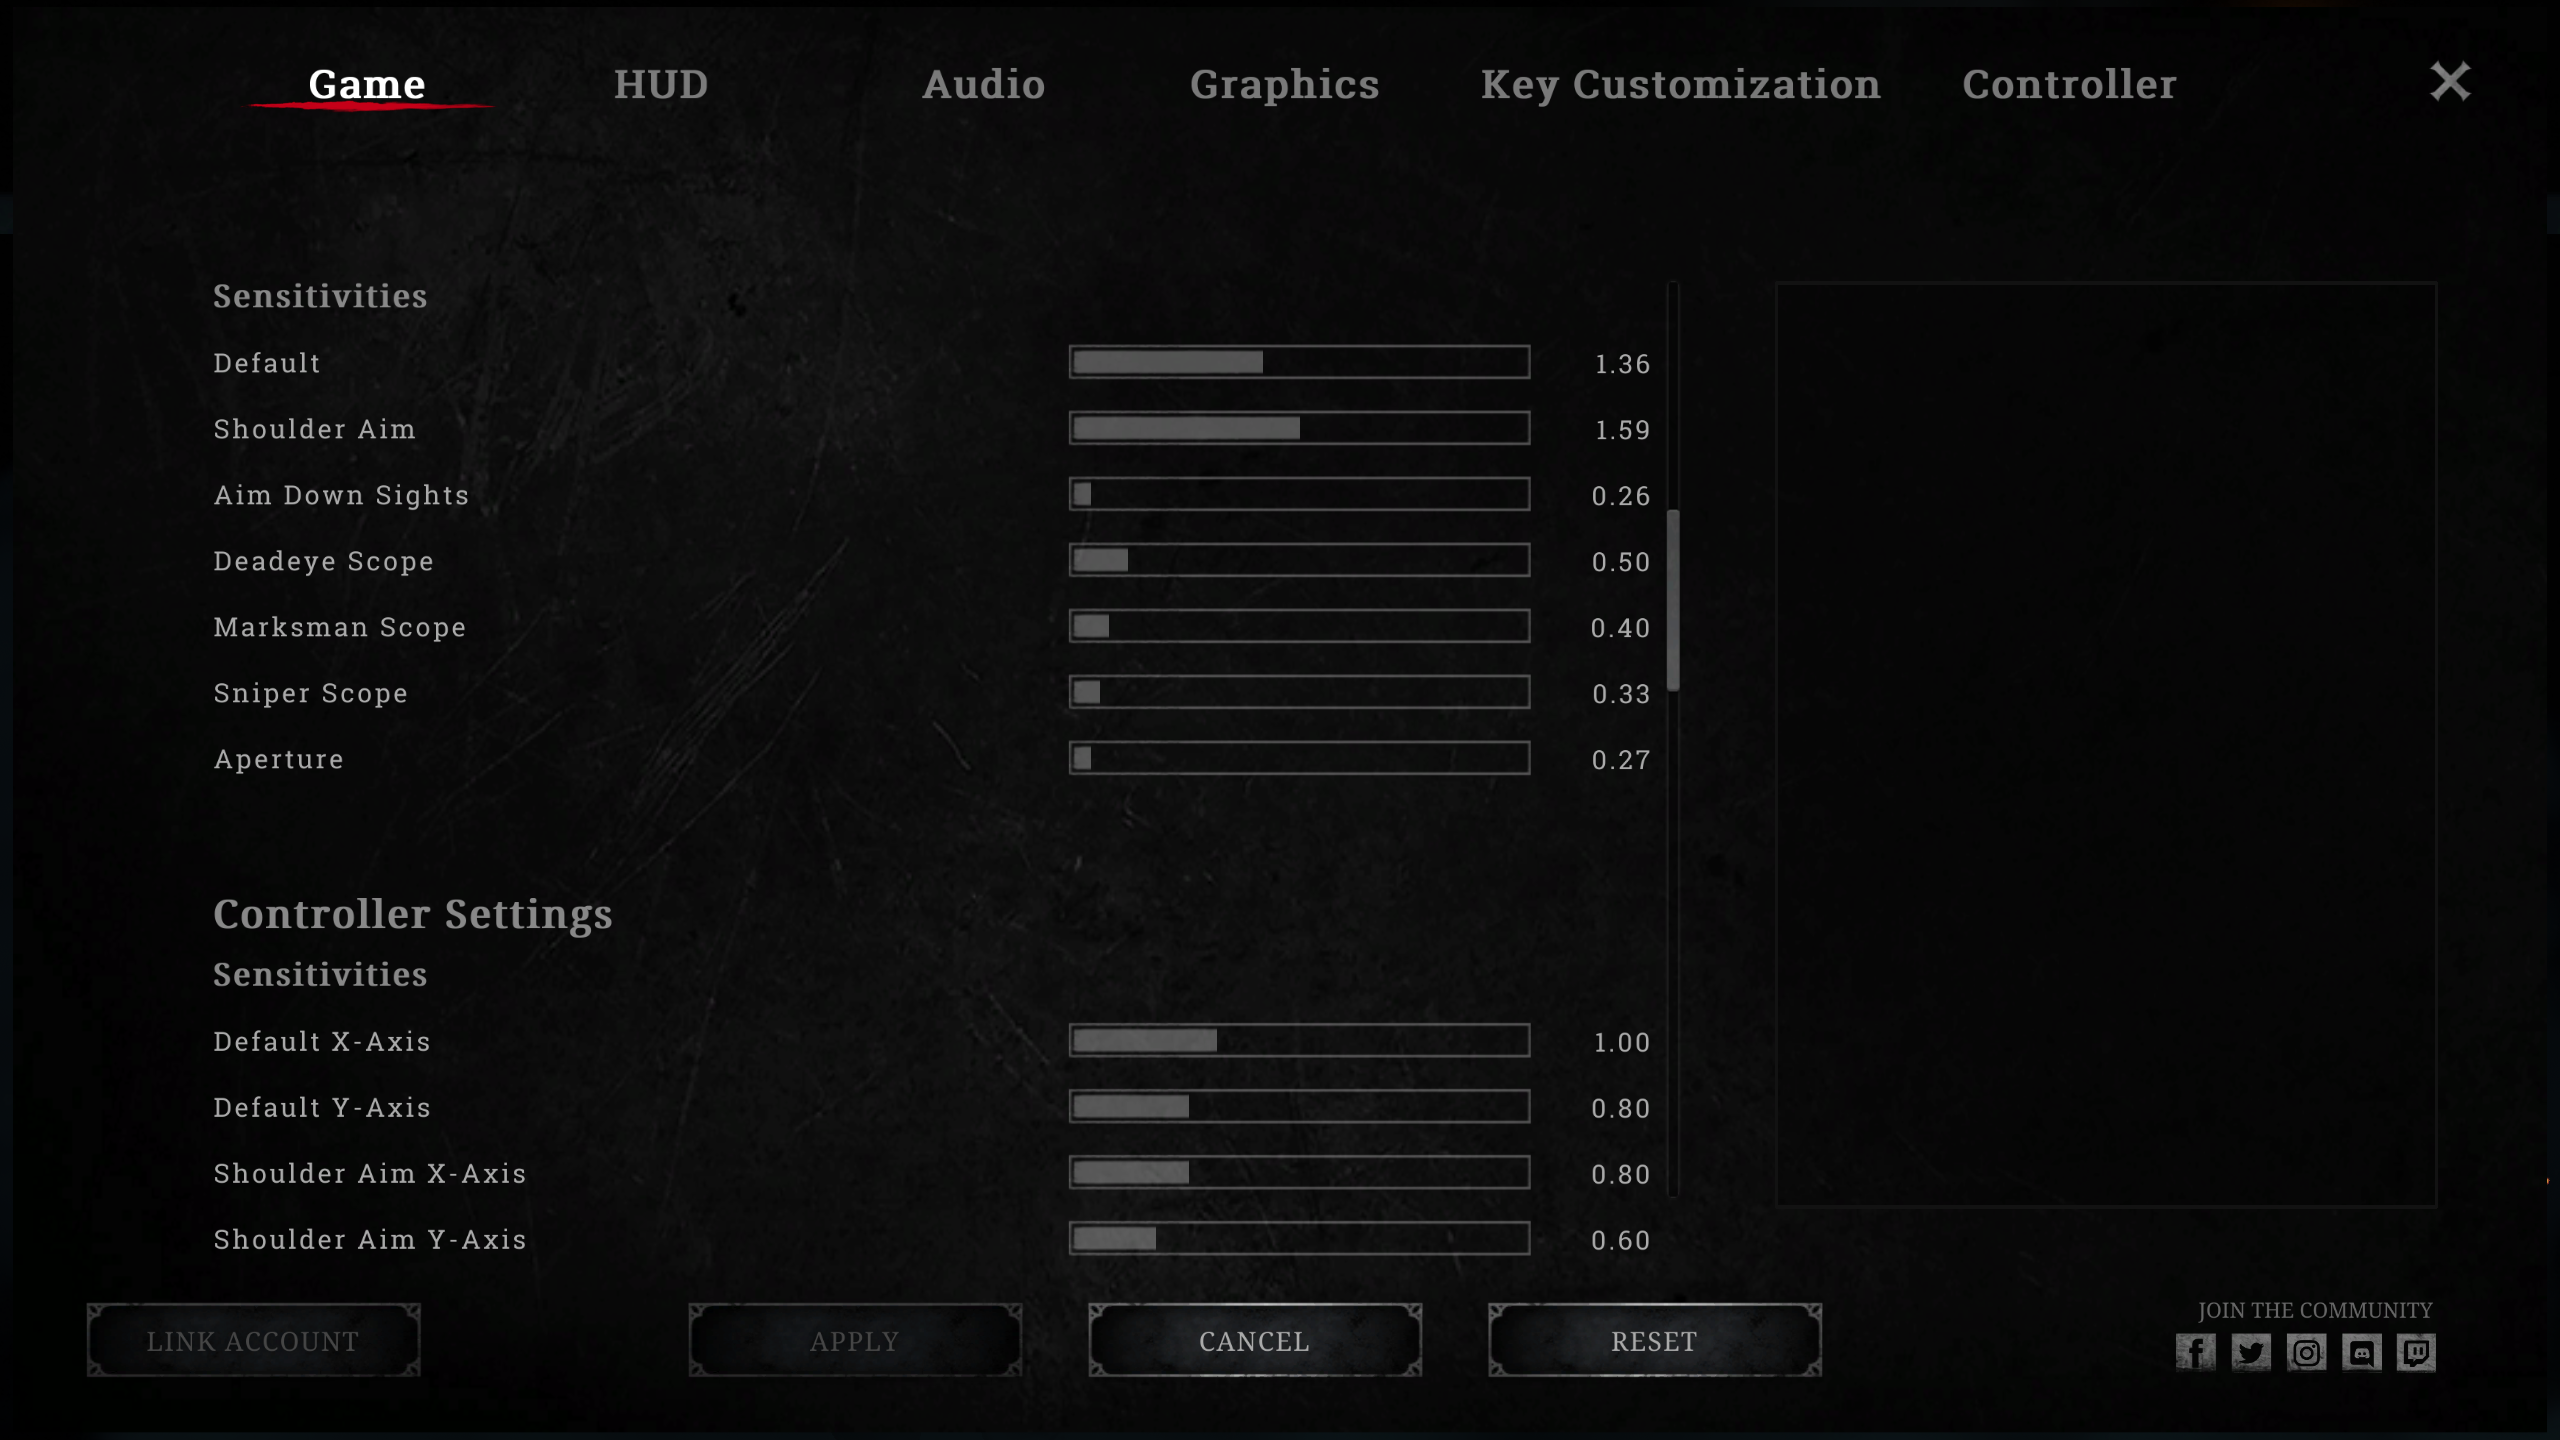 Game HUD Audio Graphics Key Customization Controller
Sensitivities
Default 1.36
Shoulder Aim 1.59
Aim Down Sights 0.26
Deadeye Scope 0.50
Marksman Scope 0.40
Sniper Scope 0.33
Aperture 0.27
Controller Settings
Sensitivities
Default X-Axis 1.00
Default Y-Axis 0.80
Shoulder Aim X-Axis 0.80
Shoulder Aim Y-Axis 0.60
JOIN THE COMMUNITY
LINK ACCOUNT APPLY CANCEL RESET